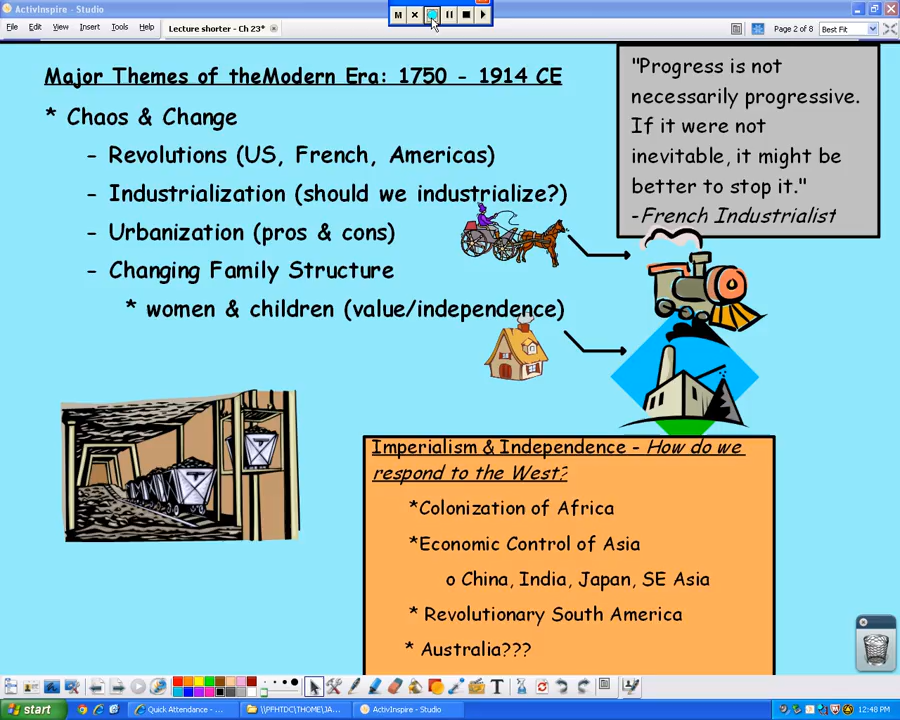 ActivInspire - Studio
M
File Edit View Insert Tools Help
Lecture shorter - Ch 23*
Page 2 of 8
Best Fit
Major Themes of theModern Era: 1750 - 1914 CE
* Chaos & Change
- Revolutions (US, French, Americas)
- Industrialization (should we industrialize?)
- Urbanization (pros & cons)
- Changing Family Structure
* women & children (value/independence)
"Progress is not
necessarily progressive.
If it were not
inevitable, it might be
better to stop it."
-French Industrialist
Imperialism & Independence - How do we
respond to the West?
*Colonization of Africa
*Economic Control of Asia
o China, India, Japan, SE Asia
* Revolutionary South America
* Australia???
T
start
Quick Attendance - ...
\\PPHTDC\THOME\JA...
ActivInspire - Studio
12:48 PM